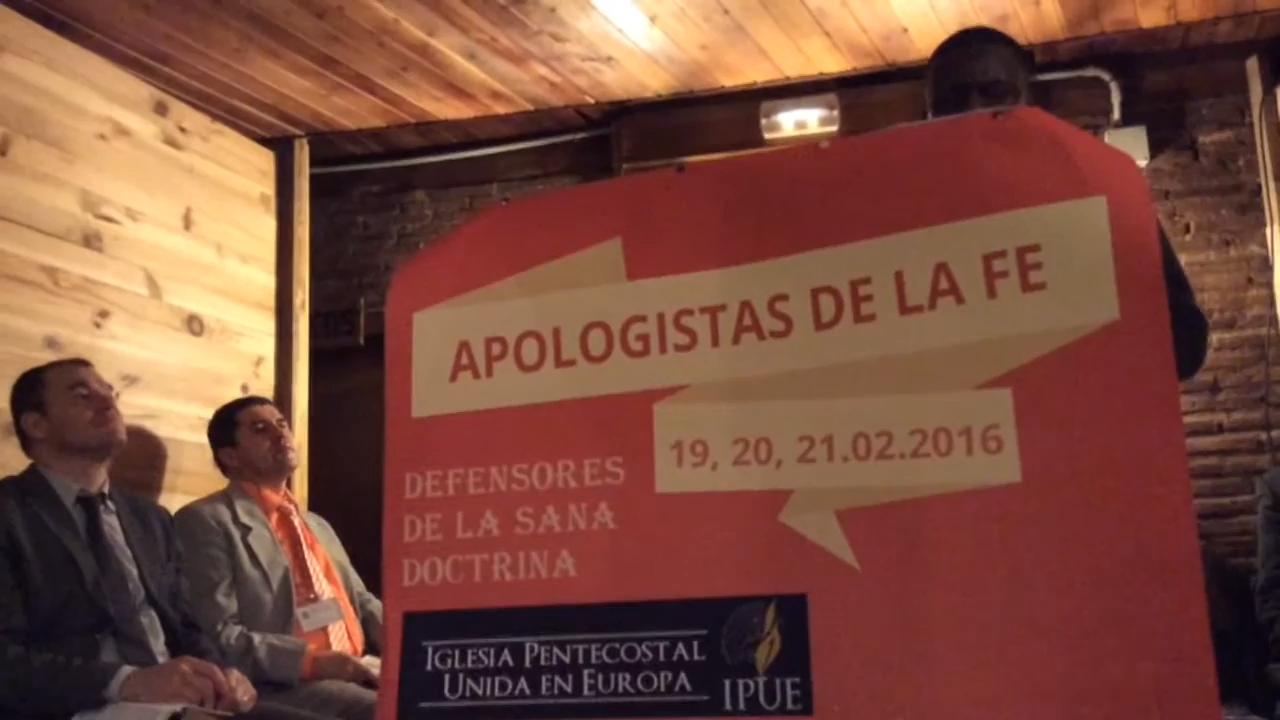 APOLOGISTAS DE LA FE
19, 20, 21.02.2016
DEFENSORES
DE LA SANA
DOCTRINA
IGLESIA PENTECOSTAL
UNIDA EN EUROPA
IPUE